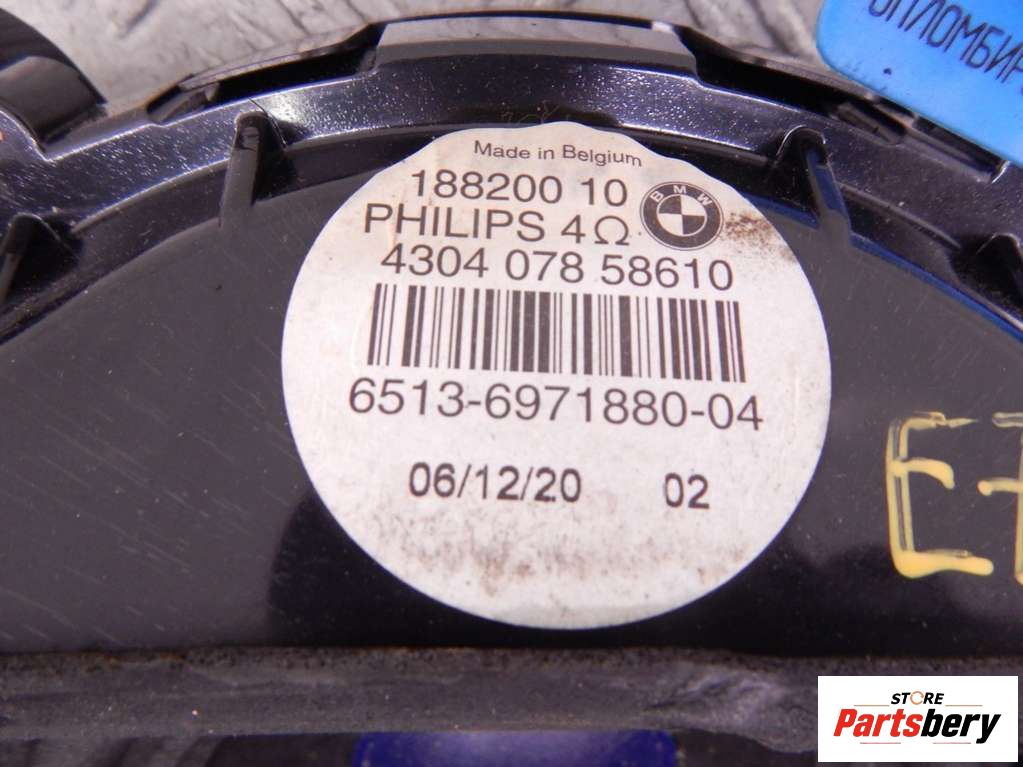 Made in Belgium
188200 10
BMW
PHILIPS 4Ω
4304 078 58610
6513-6971880-04
06/12/20 02
STORE
Partsbery